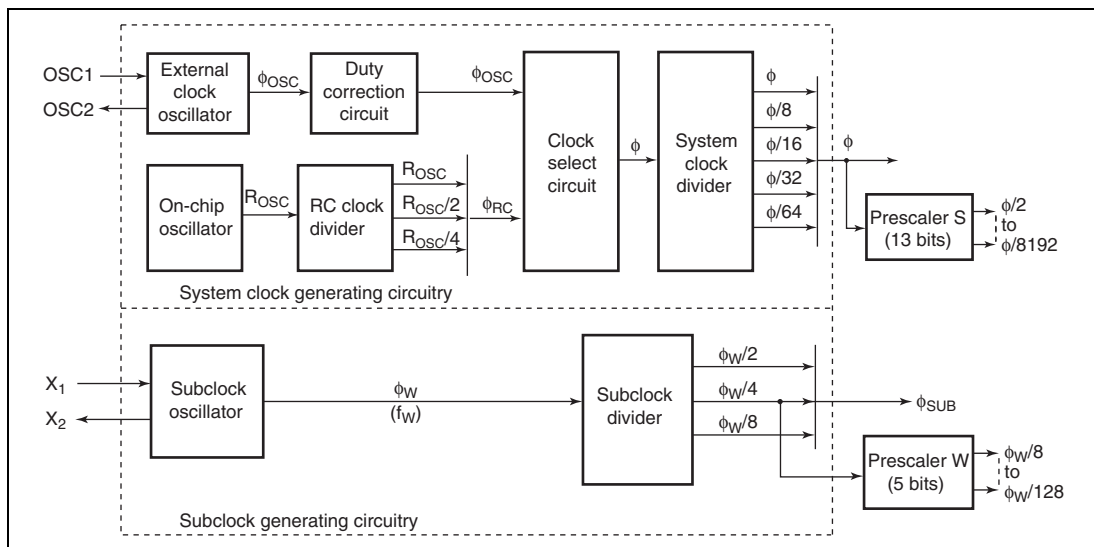 OSC1
OSC2
External
clock
oscillator
ϕOSC
Duty
correction
circuit
ϕOSC
On-chip
oscillator
ROSC
RC clock
divider
ROSC
ROSC/2
ROSC/4
ϕRC
Clock
select
circuit
ϕ
System
clock
divider
ϕ
ϕ/8
ϕ/16
ϕ/32
ϕ/64
ϕ
Prescaler S
(13 bits)
ϕ/2
to
ϕ/8192
System clock generating circuitry
X1
X2
Subclock
oscillator
ϕW
(fW)
Subclock
divider
ϕW/2
ϕW/4
ϕW/8
ϕSUB
Prescaler W
(5 bits)
ϕW/8
to
ϕW/128
Subclock generating circuitry